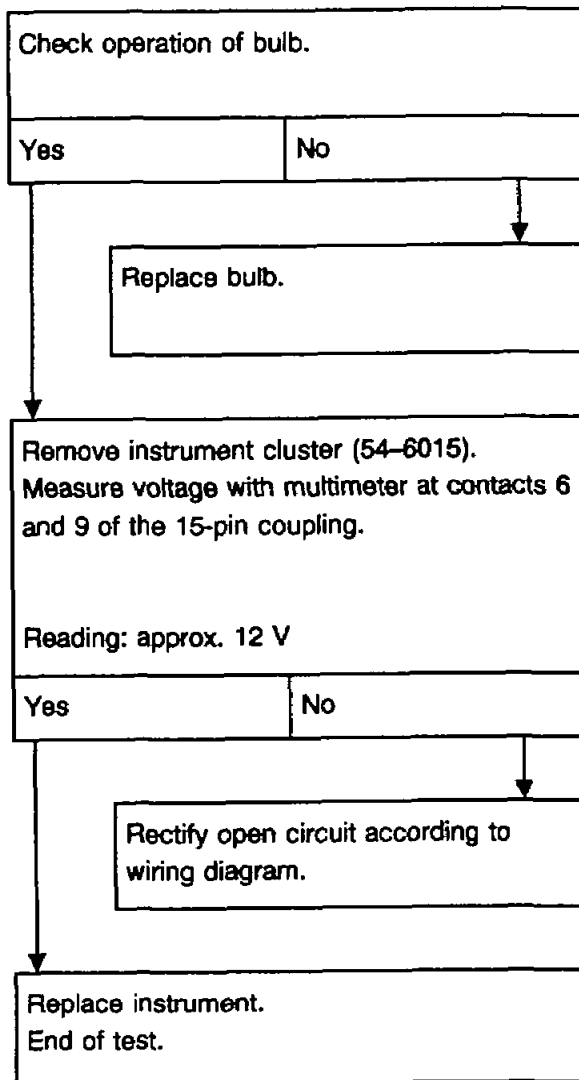 Check operation of bulb.
Yes
No
Replace bulb.
Remove instrument cluster (54–6015).
Measure voltage with multimeter at contacts 6
and 9 of the 15-pin coupling.
Reading: approx. 12 V
Yes
No
Rectify open circuit according to
wiring diagram.
Replace instrument.
End of test.